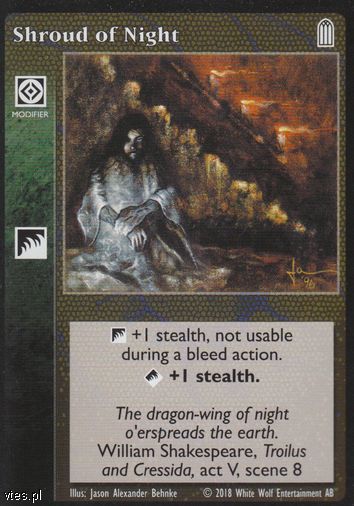 Shroud of Night
MODIFIER
+1 stealth, not usable
during a bleed action.
+1 stealth.
The dragon-wing of night
o'erspreads the earth.
William Shakespeare, Troilus
and Cressida, act V, scene 8
Illus: Jason Alexander Behnke © 2018 White Wolf Entertainment AB
vtes.pl